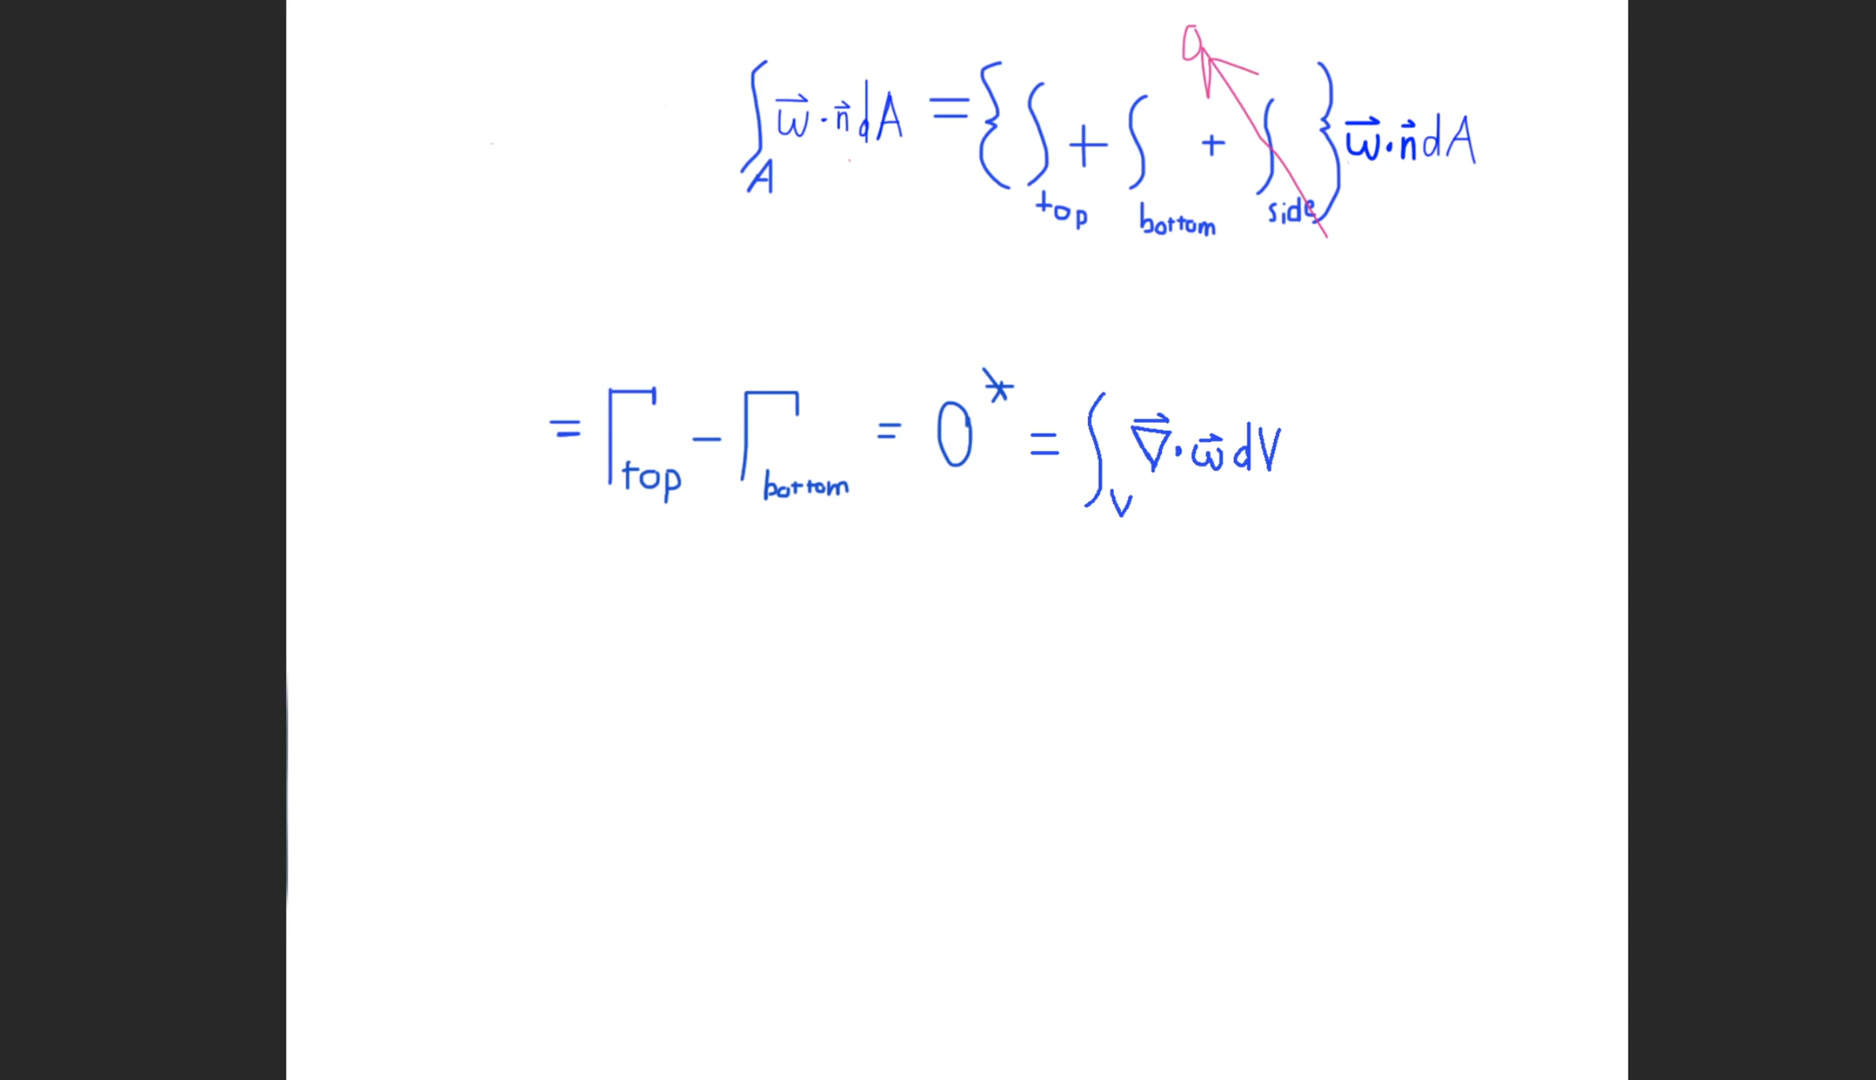 ∫_A ω⃗ · n⃗ dA = { ∫_top + ∫_bottom + ∫_side → 0 } ω⃗ · n⃗ dA
= Γ_top − Γ_bottom = 0* = ∫_V ∇⃗ · ω⃗ dV